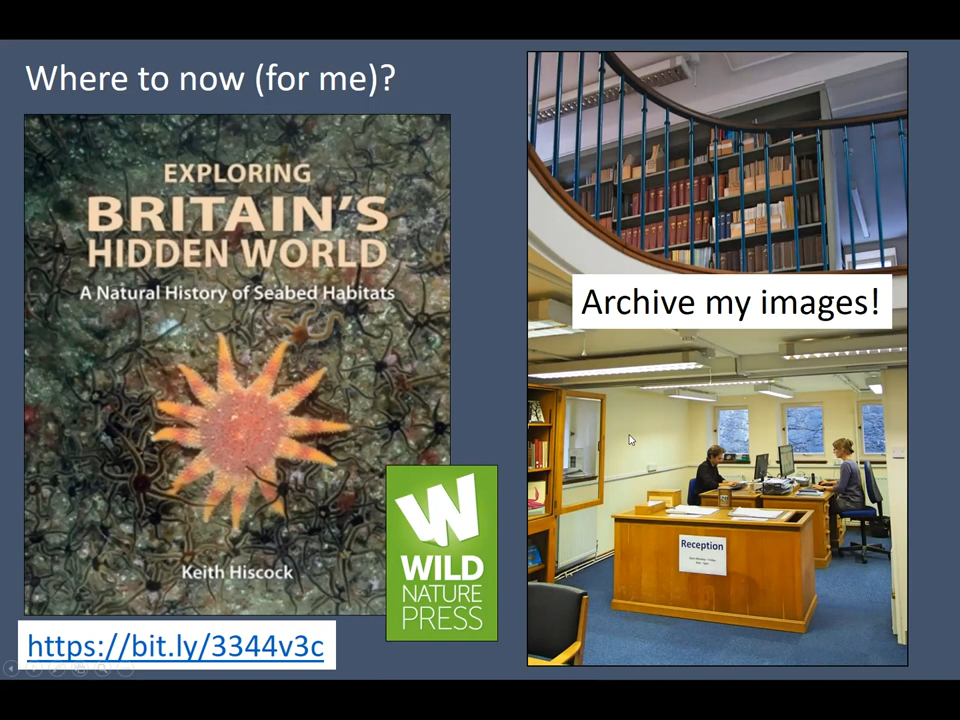 Where to now (for me)?
EXPLORING
BRITAIN'S
HIDDEN WORLD
A Natural History of Seabed Habitats
Keith Hiscock
W
WILD
NATURE
PRESS
https://bit.ly/3344v3c
Archive my images!
Reception